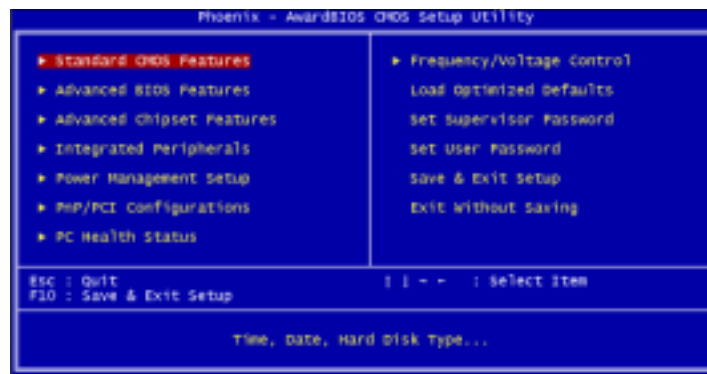 Phoenix - AwardBIOS CMOS Setup Utility
▶ Standard CMOS Features
▶ Advanced BIOS Features
▶ Advanced Chipset Features
▶ Integrated Peripherals
▶ Power Management Setup
▶ PnP/PCI Configurations
▶ PC Health Status
▶ Frequency/Voltage Control
Load Optimized Defaults
Set Supervisor Password
Set User Password
Save & Exit Setup
Exit Without Saving
Esc : Quit
F10 : Save & Exit Setup
↑ ↓ → ← : Select Item
Time, Date, Hard Disk Type...